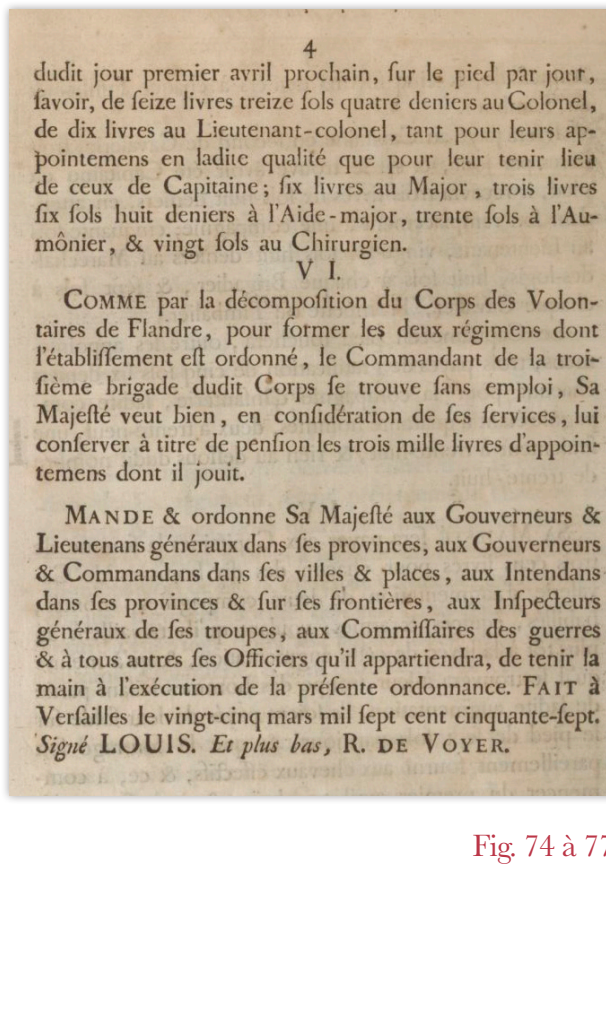 4
dudit jour premier avril prochain, ſur le pied par jour,
ſavoir, de ſeize livres treize ſols quatre deniers au Colonel,
de dix livres au Lieutenant-colonel, tant pour leurs ap-
pointemens en ladite qualité que pour leur tenir lieu
de ceux de Capitaine; ſix livres au Major, trois livres
ſix ſols huit deniers à l'Aide-major, trente ſols à l'Au-
mônier, & vingt ſols au Chirurgien.
V I.
COMME par la décompoſition du Corps des Volon-
taires de Flandre, pour former les deux régimens dont
l'établiſſement eſt ordonné, le Commandant de la troi-
ſième brigade dudit Corps ſe trouve ſans emploi, Sa
Majeſté veut bien, en conſidération de ſes ſervices, lui
conſerver à titre de penſion les trois mille livres d'appoin-
temens dont il jouit.
MANDE & ordonne Sa Majeſté aux Gouverneurs &
Lieutenans généraux dans ſes provinces, aux Gouverneurs
& Commandans dans ſes villes & places, aux Intendans
dans ſes provinces & ſur ſes frontières, aux Inſpecteurs
généraux de ſes troupes, aux Commiſſaires des guerres
& à tous autres ſes Officiers qu'il appartiendra, de tenir la
main à l'exécution de la préſente ordonnance. FAIT à
Verſailles le vingt-cinq mars mil ſept cent cinquante-ſept.
Signé LOUIS. Et plus bas, R. DE VOYER.
Fig. 74 à 77